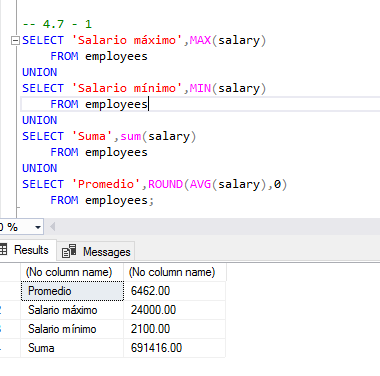 -- 4.7 - 1
SELECT 'Salario máximo',MAX(salary)
FROM employees
UNION
SELECT 'Salario mínimo',MIN(salary)
FROM employees
UNION
SELECT 'Suma',sum(salary)
FROM employees
UNION
SELECT 'Promedio',ROUND(AVG(salary),0)
FROM employees;
0 %
Results Messages
(No column name) (No column name)
Promedio 6462.00
Salario máximo 24000.00
Salario mínimo 2100.00
Suma 691416.00